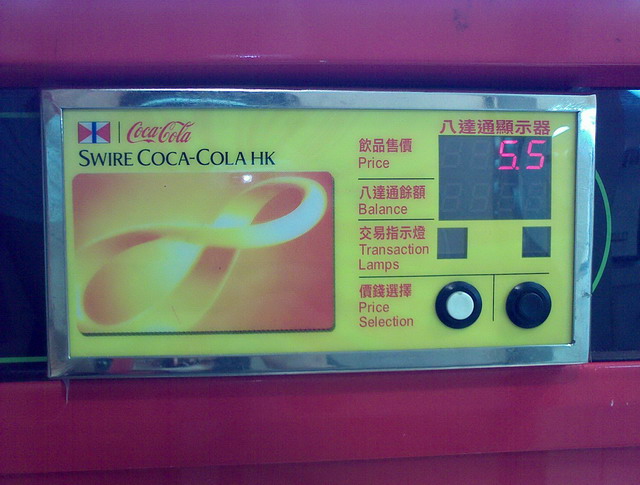 Coca-Cola
SWIRE COCA-COLA HK
八達通顯示器
飲品售價
Price
5.5
八達通餘額
Balance
交易指示燈
Transaction
Lamps
價錢選擇
Price
Selection